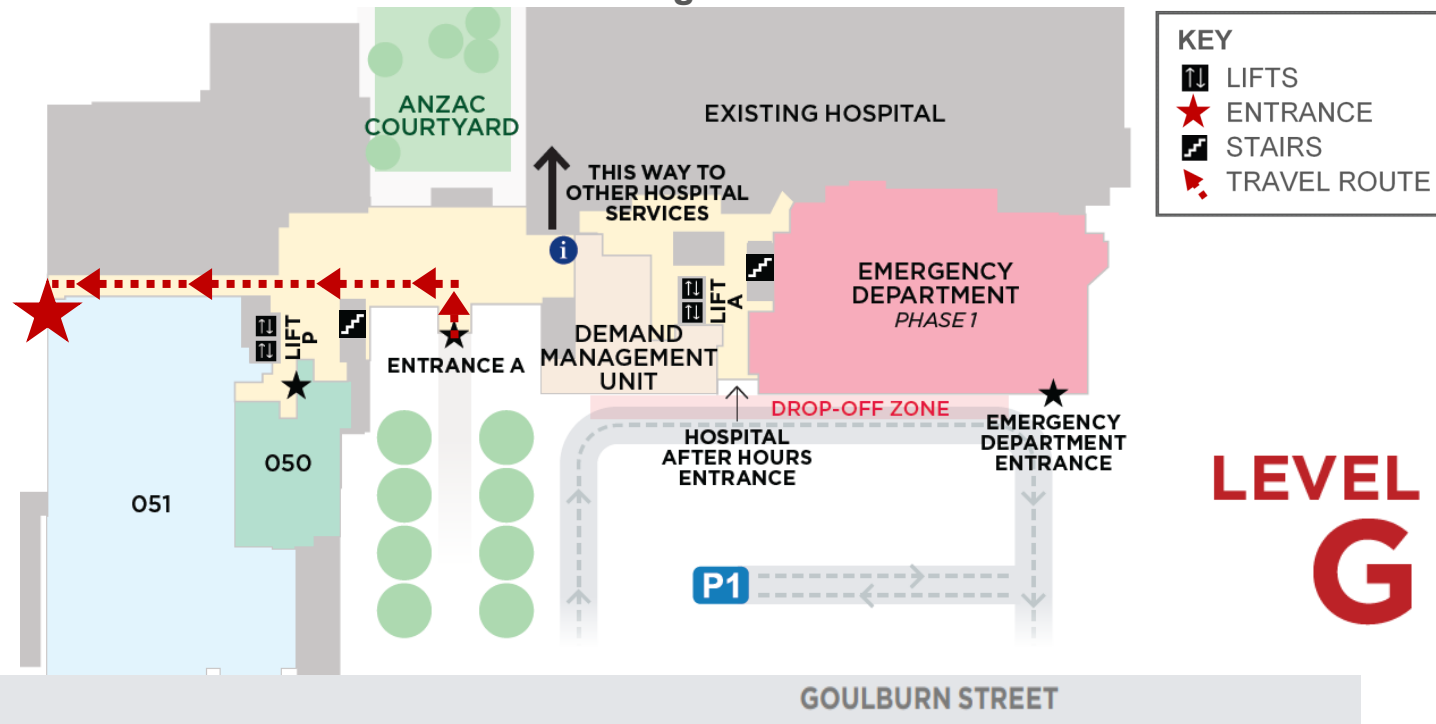 KEY
LIFTS
ENTRANCE
STAIRS
TRAVEL ROUTE
ANZAC
COURTYARD
EXISTING HOSPITAL
THIS WAY TO
OTHER HOSPITAL
SERVICES
i
EMERGENCY
DEPARTMENT
PHASE 1
LIFT
A
LIFT
P
DEMAND
MANAGEMENT
UNIT
ENTRANCE A
DROP-OFF ZONE
HOSPITAL
AFTER HOURS
ENTRANCE
EMERGENCY
DEPARTMENT
ENTRANCE
050
051
LEVEL
G
P1
GOULBURN STREET